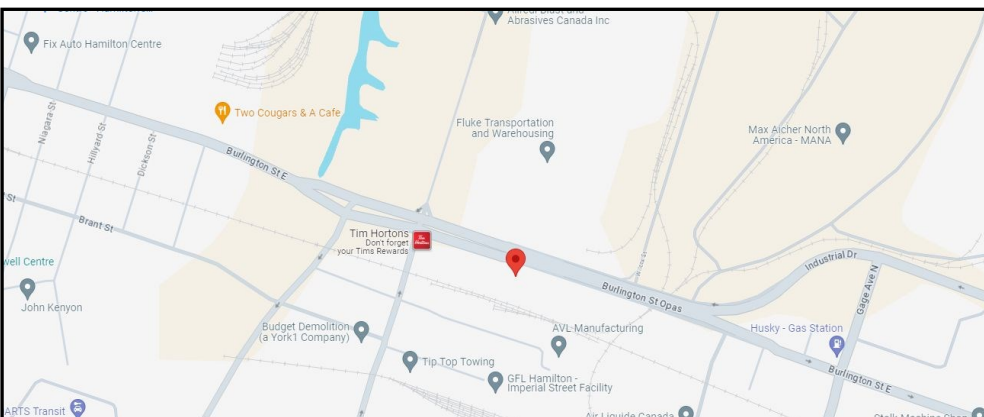 Abrasives Canada Inc
Fix Auto Hamilton Centre
Two Cougars & A Cafe
Fluke Transportation
and Warehousing
Max Aicher North
America - MANA
Niagara St
Hillyard St
Dickson St
Burlington St E
St
Brant St
Tim Hortons
Don't forget
your Tims Rewards
well Centre
Industrial Dr
Gage Ave N
Burlington St Opas
John Kenyon
Budget Demolition
(a York1 Company)
AVL Manufacturing
Husky - Gas Station
Tip Top Towing
GFL Hamilton -
Imperial Street Facility
Burlington St E
ARTS Transit
Air Liquide Canada